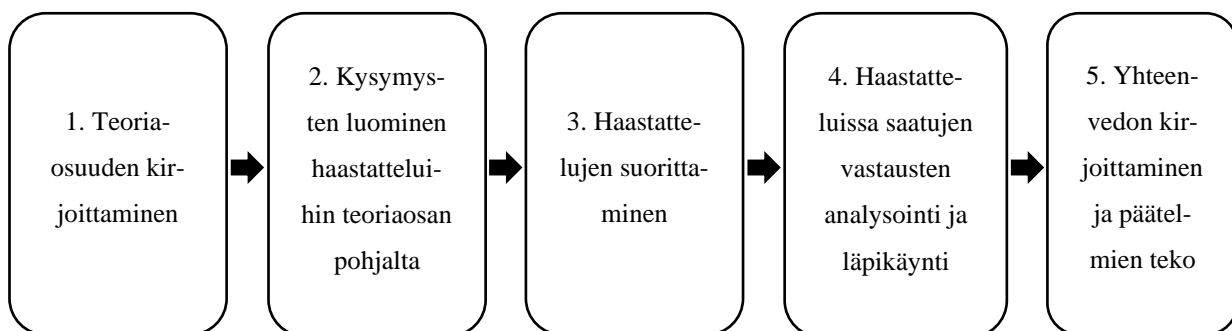 1. Teoria-
osuuden kir-
joittaminen
2. Kysymys-
ten luominen
haastattelui-
hin teoriaosan
pohjalta
3. Haastatte-
lujen suoritta-
minen
4. Haastatte-
luissa saatujen
vastausten
analysointi ja
läpikäynti
5. Yhteen-
vedon kir-
joittaminen
ja päätel-
mien teko